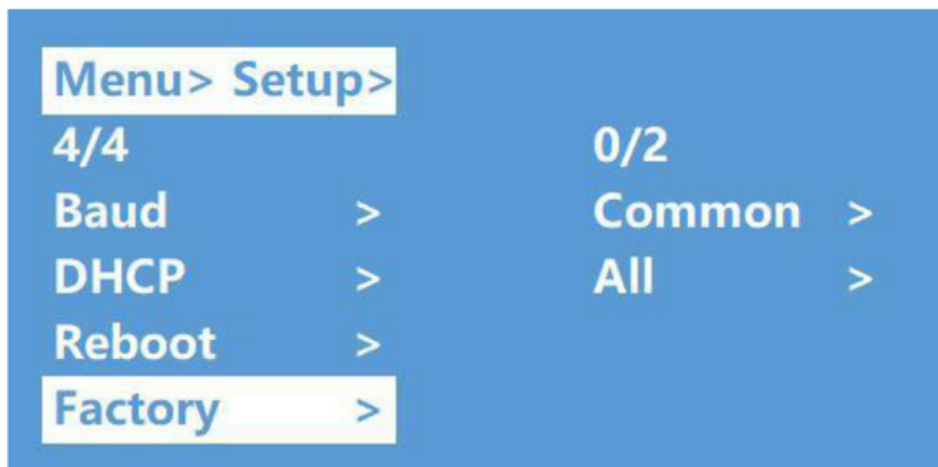 Menu> Setup>
4/4 0/2
Baud > Common >
DHCP > All >
Reboot >
Factory >